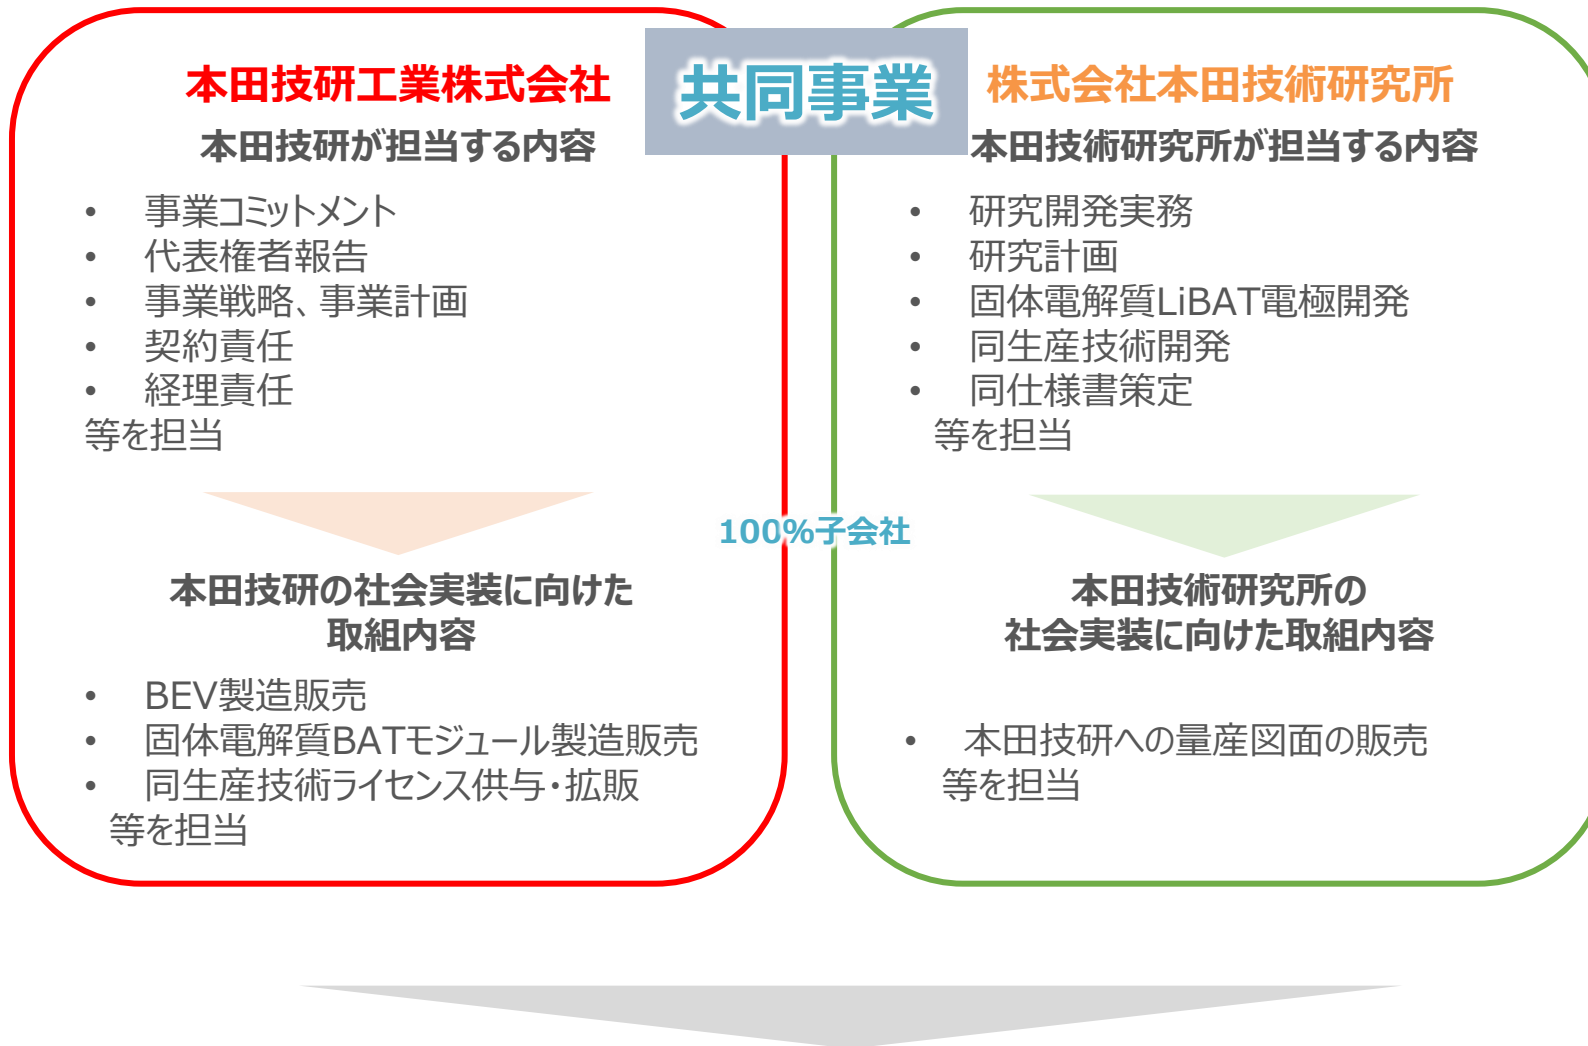 共同事業
本田技研工業株式会社
本田技研が担当する内容
• 事業コミットメント
• 代表権者報告
• 事業戦略、事業計画
• 契約責任
• 経理責任
等を担当
本田技研の社会実装に向けた
取組内容
• BEV製造販売
• 固体電解質BATモジュール製造販売
• 同生産技術ライセンス供与・拡販
等を担当
100%子会社
株式会社本田技術研究所
本田技術研究所が担当する内容
• 研究開発実務
• 研究計画
• 固体電解質LiBAT電極開発
• 同生産技術開発
• 同仕様書策定
等を担当
本田技術研究所の
社会実装に向けた取組内容
• 本田技研への量産図面の販売
等を担当